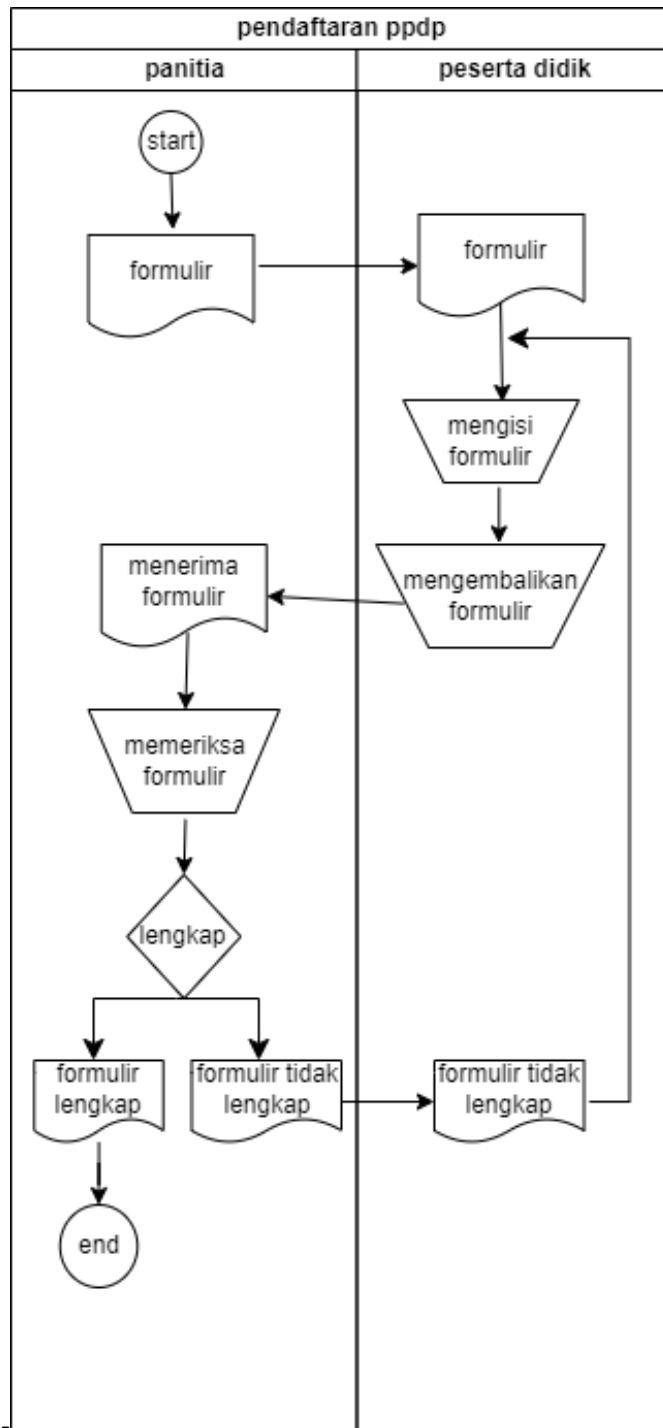 pendaftaran ppdp
panitia
peserta didik
start
formulir
formulir
mengisi
formulir
mengembalikan
formulir
menerima
formulir
memeriksa
formulir
lengkap
formulir
lengkap
formulir tidak
lengkap
formulir tidak
lengkap
end